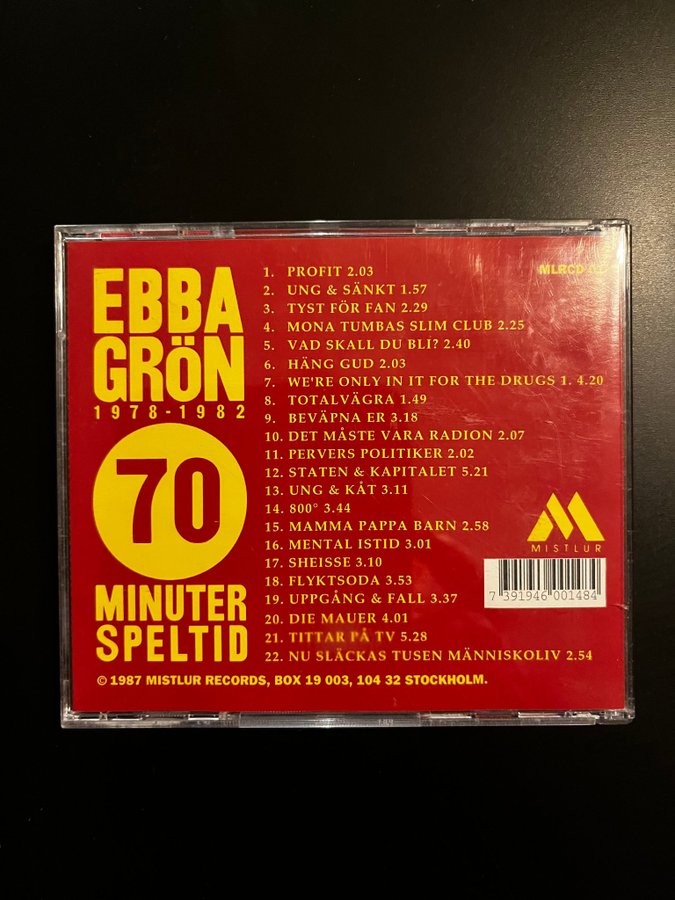 EBBA
GRÖN
1978-1982
70
MINUTER
SPELTID
1. PROFIT 2.03
2. UNG & SÄNKT 1.57
3. TYST FÖR FAN 2.29
4. MONA TUMBAS SLIM CLUB 2.25
5. VAD SKALL DU BLI? 2.40
6. HÄNG GUD 2.03
7. WE'RE ONLY IN IT FOR THE DRUGS 1. 4.20
8. TOTALVÄGRA 1.49
9. BEVÄPNA ER 3.18
10. DET MÅSTE VARA RADION 2.07
11. PERVERS POLITIKER 2.02
12. STATEN & KAPITALET 5.21
13. UNG & KÅT 3.11
14. 800° 3.44
15. MAMMA PAPPA BARN 2.58
16. MENTAL ISTID 3.01
17. SHEISSE 3.10
18. FLYKTSODA 3.53
19. UPPGÅNG & FALL 3.37
20. DIE MAUER 4.01
21. TITTAR PÅ TV 5.28
22. NU SLÄCKAS TUSEN MÄNNISKOLIV 2.54
MLRCD
MISTLUR
7 391946 001484
© 1987 MISTLUR RECORDS, BOX 19 003, 104 32 STOCKHOLM.